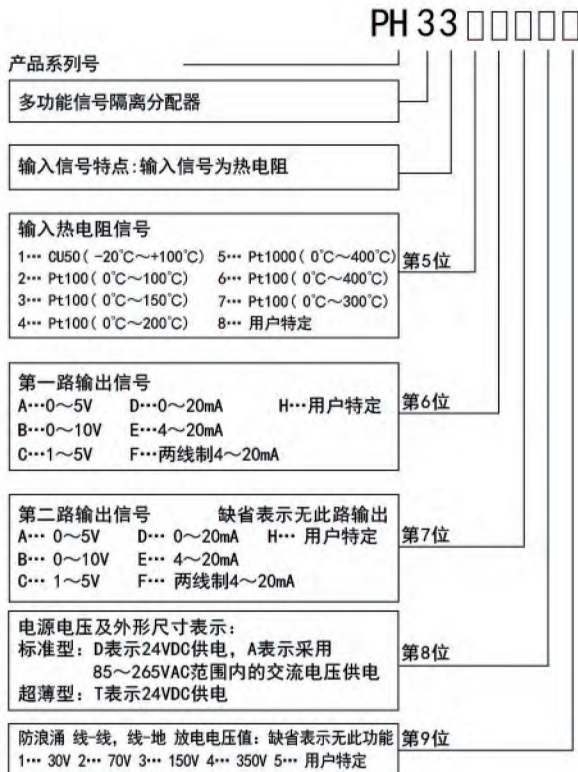 PH33□□□□□
产品系列号
多功能信号隔离分配器
输入信号特点:输入信号为热电阻
输入热电阻信号
1… CU50( -20℃～+100℃) 5… Pt1000( 0℃～400℃)
第5位
2… Pt100( 0℃～100℃) 6… Pt100( 0℃～400℃)
3… Pt100( 0℃～150℃) 7… Pt100( 0℃～300℃)
4… Pt100( 0℃～200℃) 8… 用户特定
第一路输出信号
A…0～5V D…0～20mA H…用户特定
第6位
B…0～10V E…4～20mA
C…1～5V F…两线制4～20mA
第二路输出信号 缺省表示无此路输出
A… 0～5V D… 0～20mA H… 用户特定
第7位
B… 0～10V E… 4～20mA
C… 1～5V F… 两线制4～20mA
电源电压及外形尺寸表示:
标准型: D表示24VDC供电, A表示采用
第8位
85～265VAC范围内的交流电压供电
超薄型: T表示24VDC供电
防浪涌 线-线, 线-地 放电电压值: 缺省表示无此功能
第9位
1… 30V 2… 70V 3… 150V 4… 350V 5… 用户特定